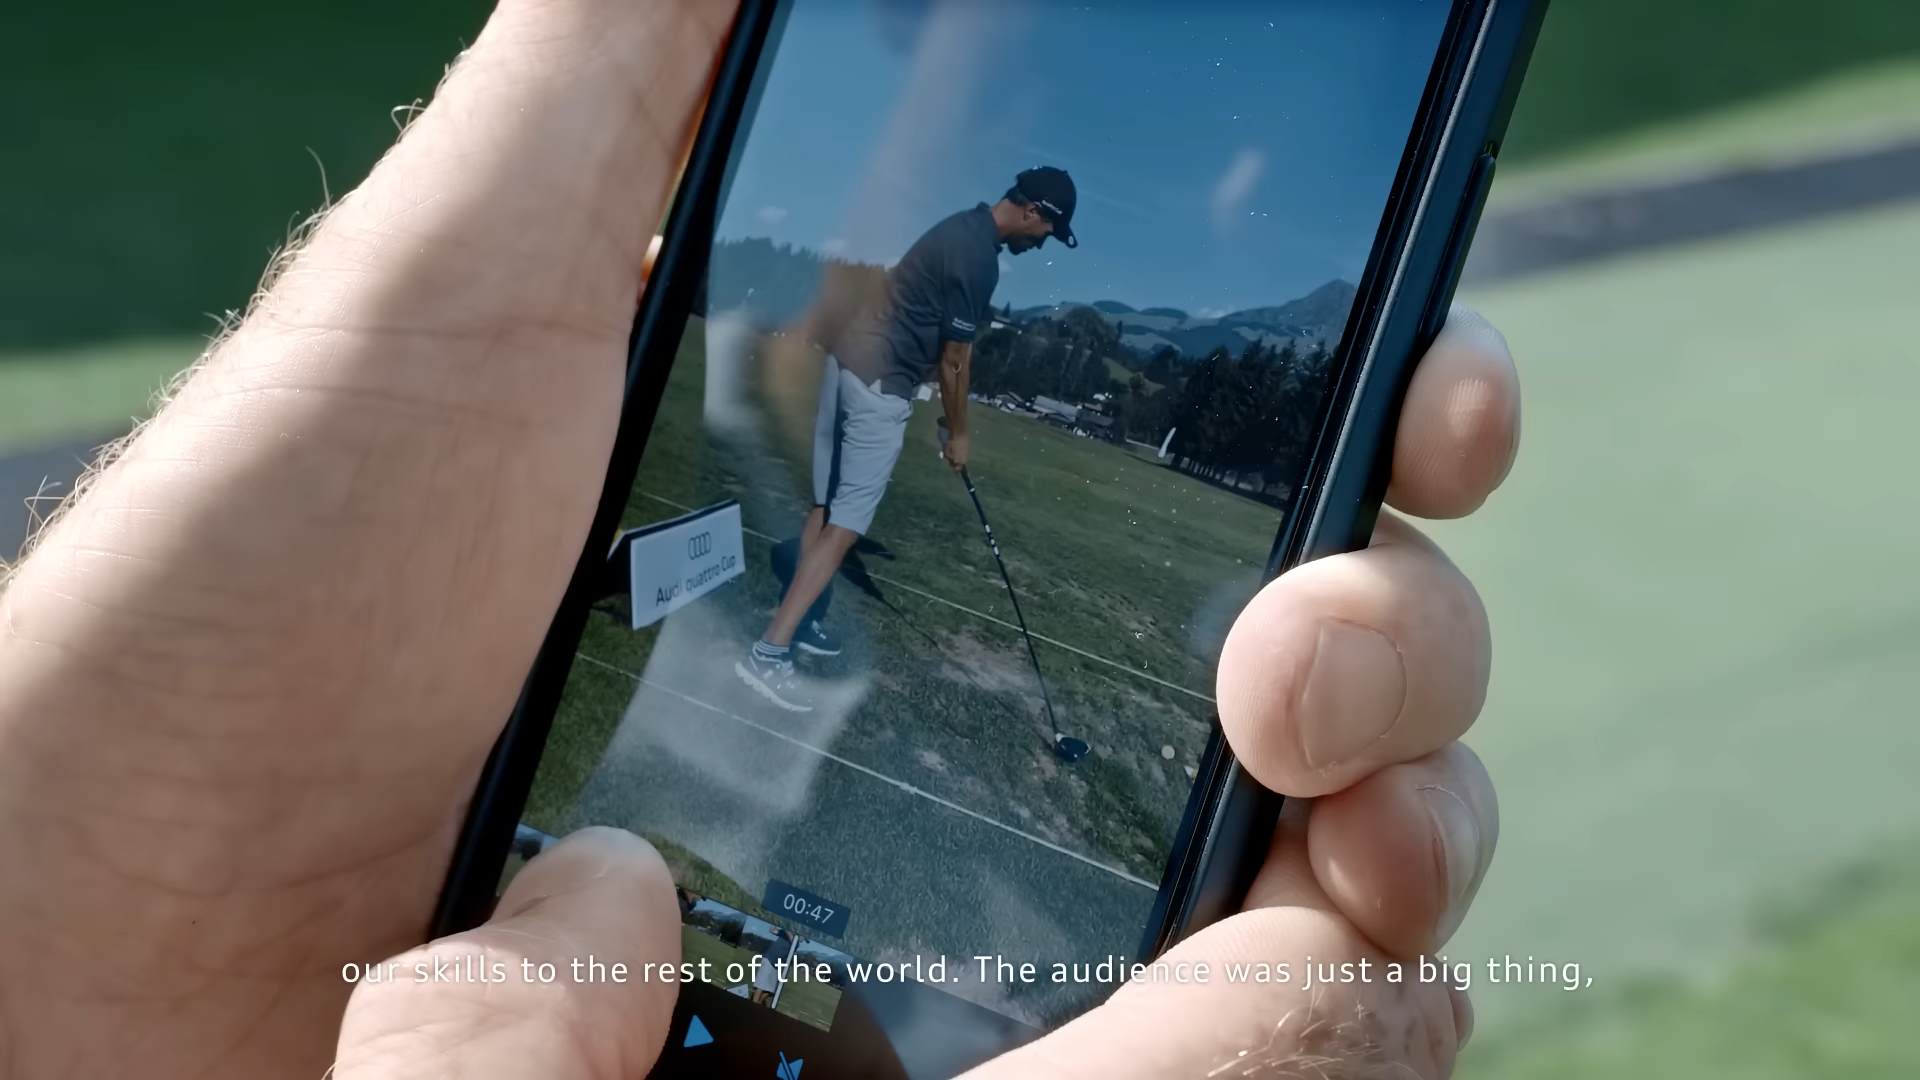 Audi quattro Cup
00:47
our skills to the rest of the world. The audience was just a big thing,